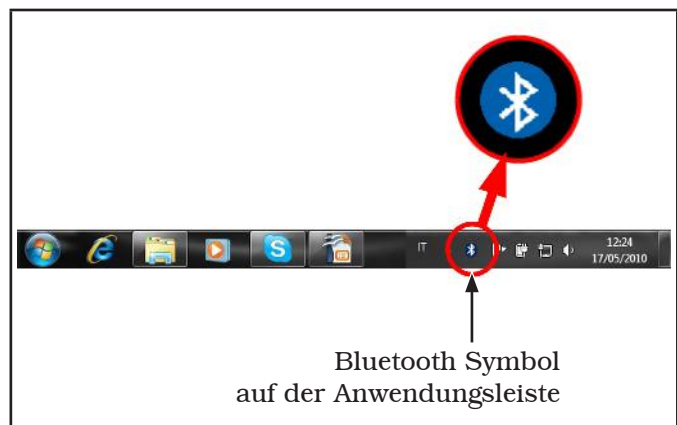 IT
12:24
17/05/2010
Bluetooth Symbol
auf der Anwendungsleiste